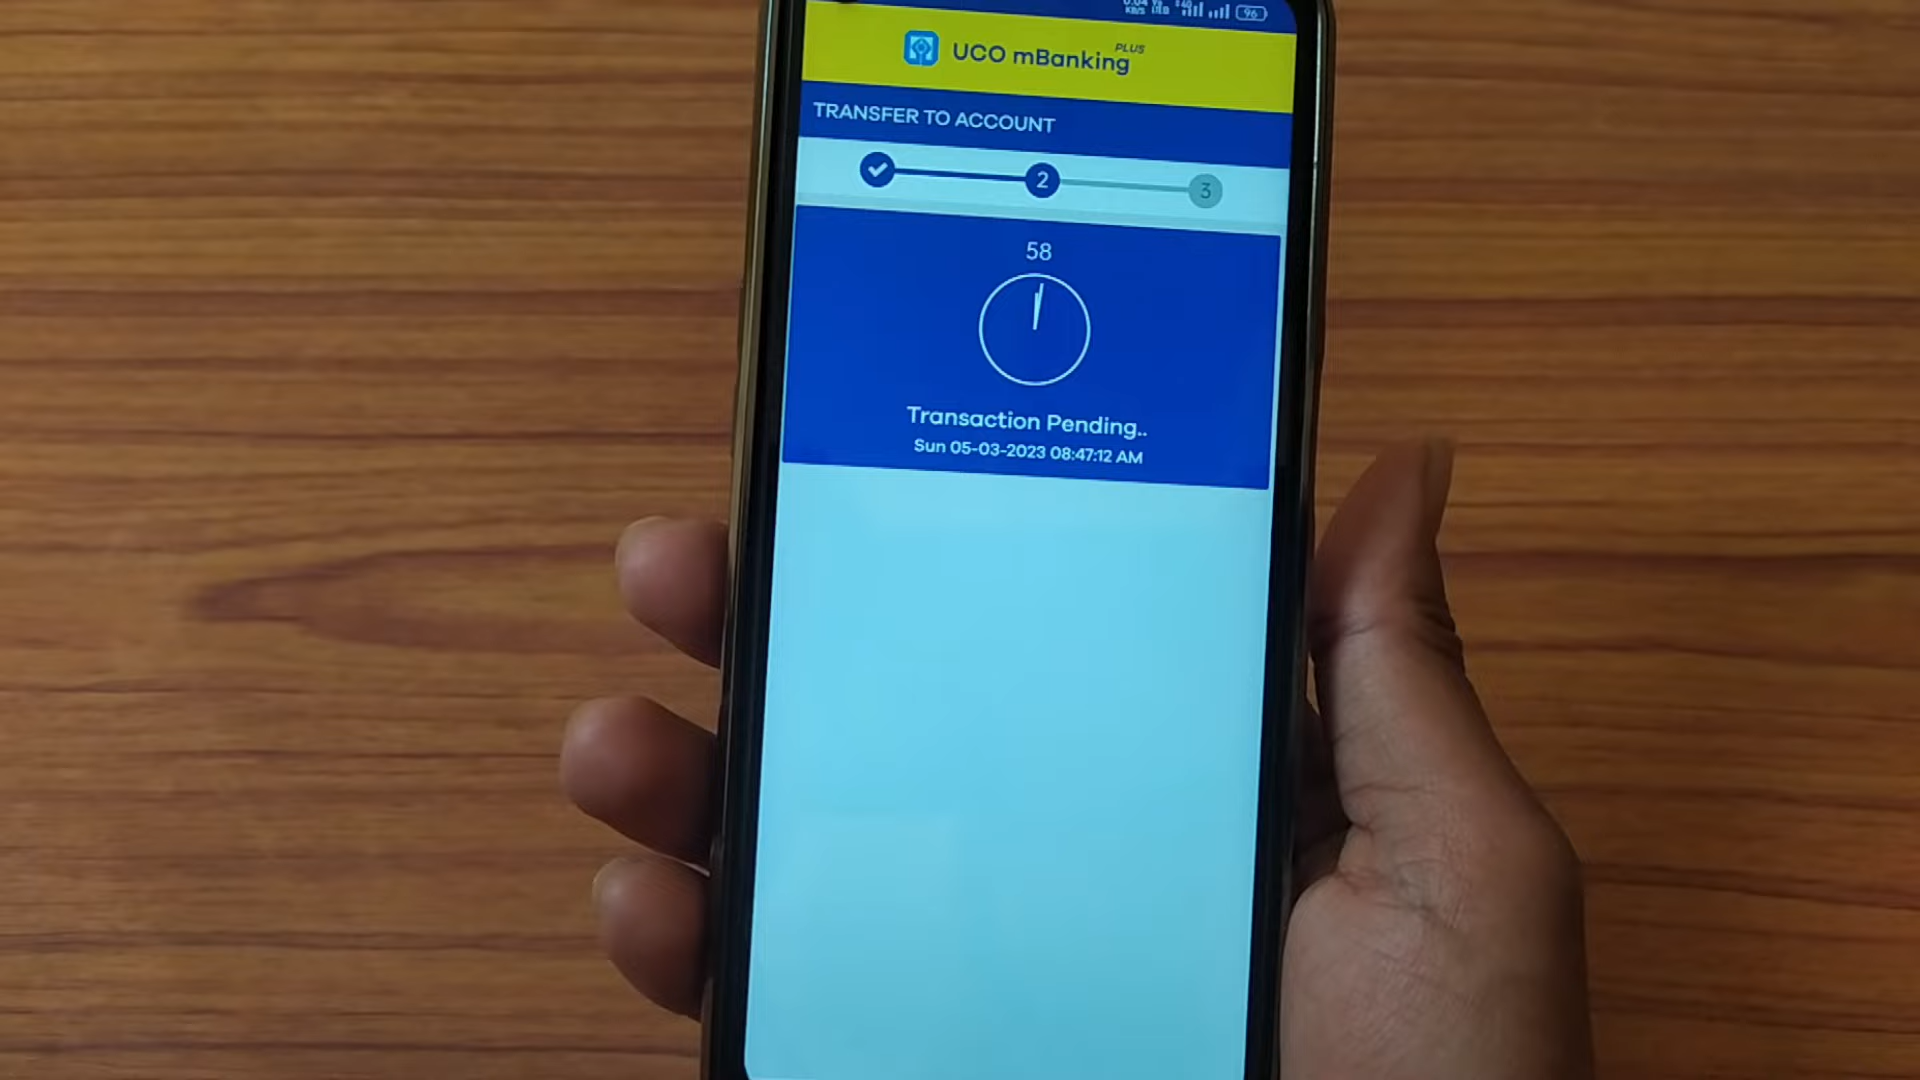 96
UCO mBanking PLUS
TRANSFER TO ACCOUNT
2
3
58
Transaction Pending..
Sun 05-03-2023 08:47:12 AM